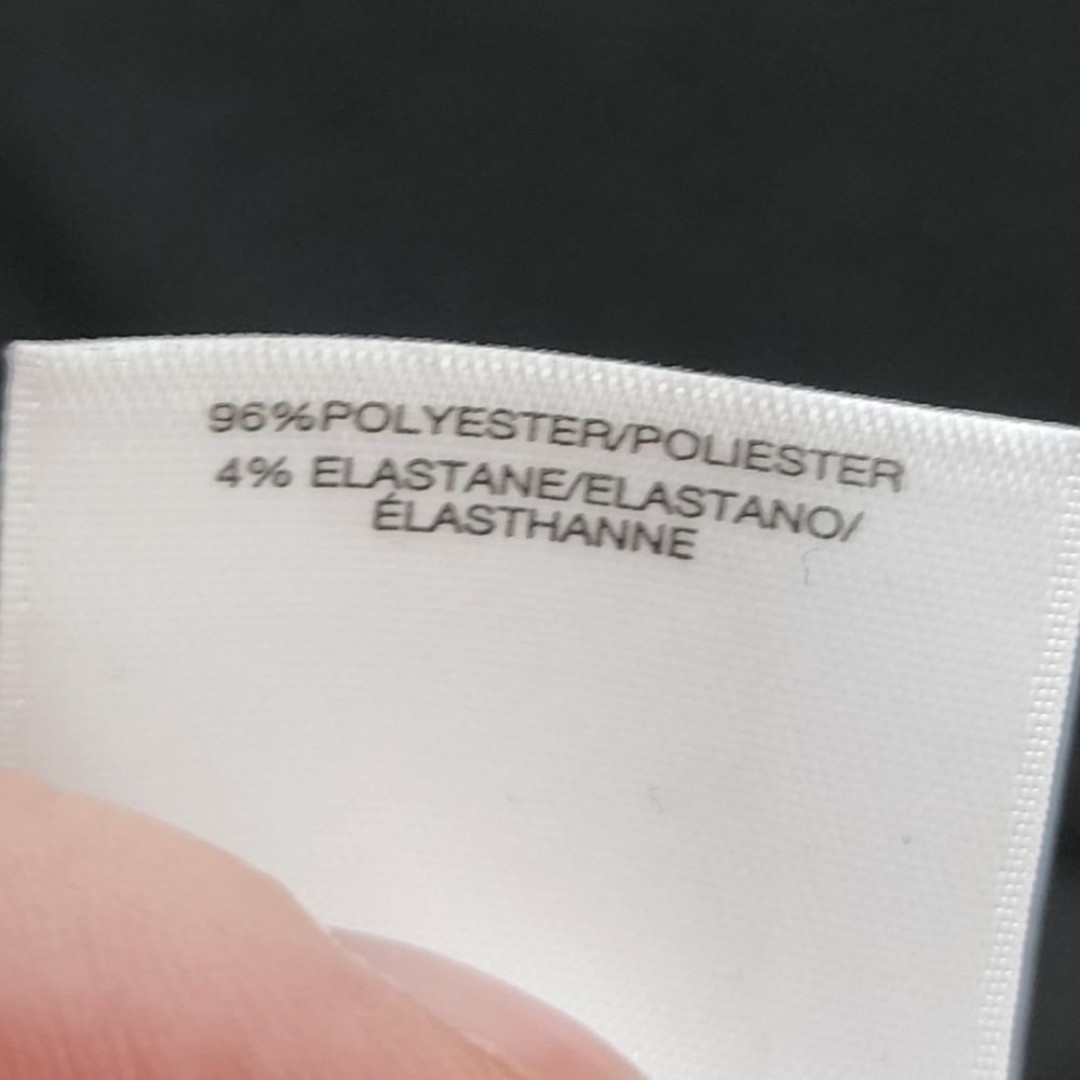 96%POLYESTER/POLIESTER
4% ELASTANE/ELASTANO/
ÉLASTHANNE